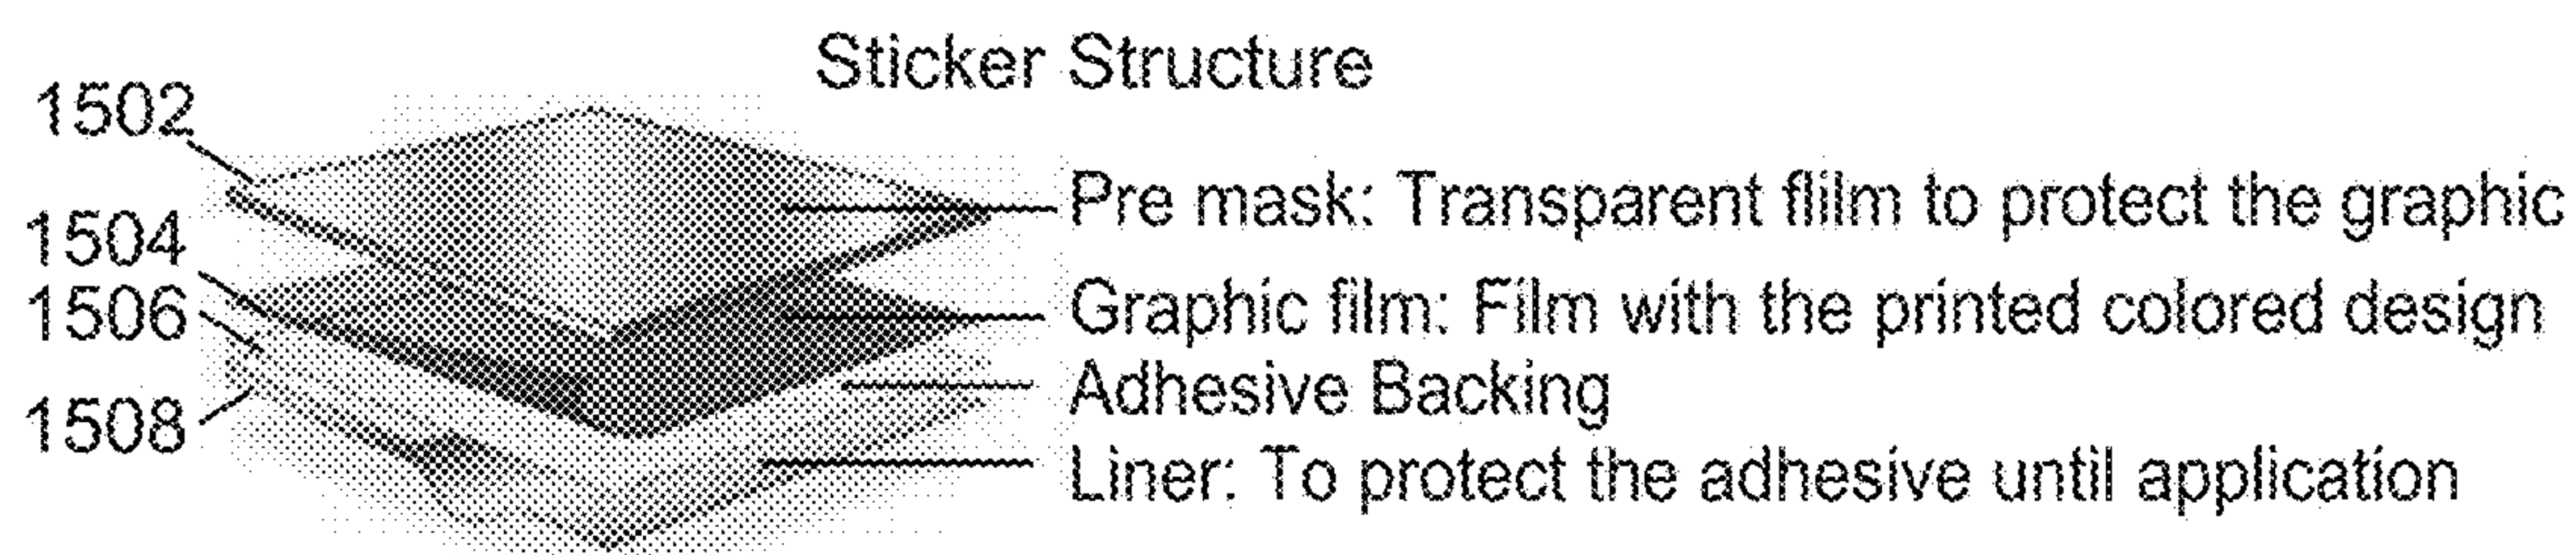 Sticker Structure
1502
Pre mask: Transparent flilm to protect the graphic
1504
Graphic film: Film with the printed colored design
1506
Adhesive Backing
1508
Liner: To protect the adhesive until application